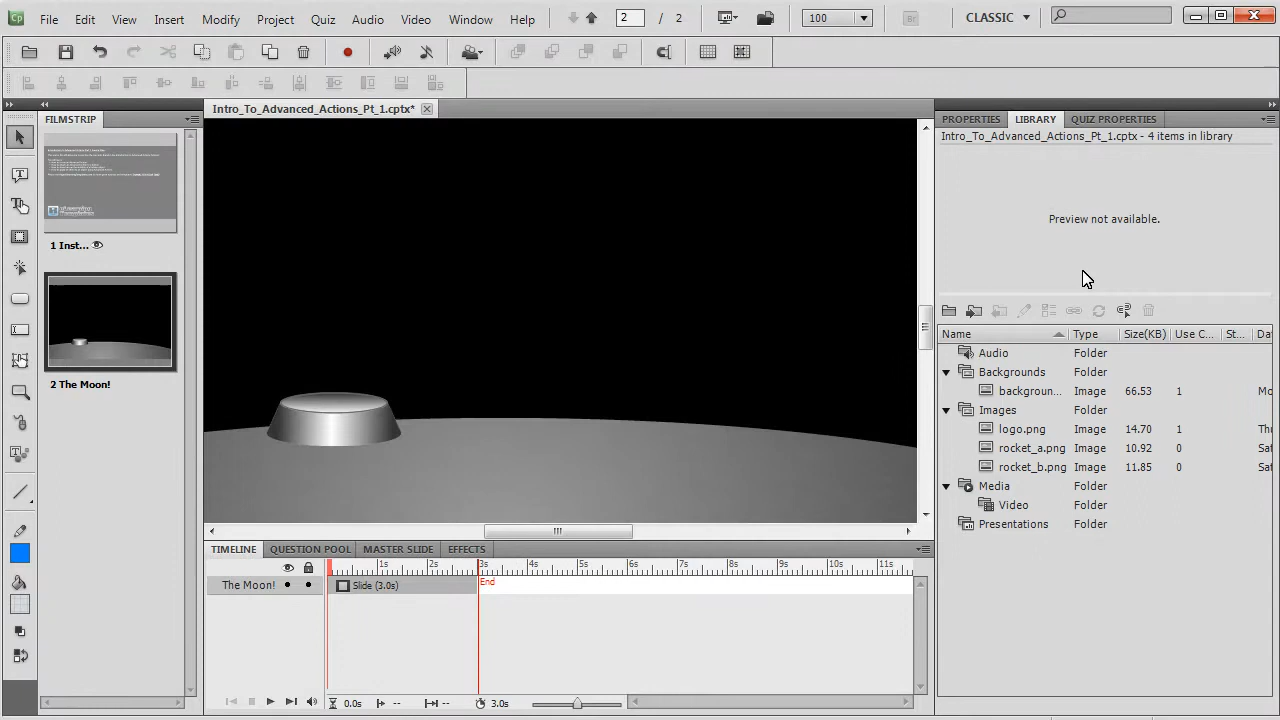 Cp File Edit View Insert Modify Project Quiz Audio Video Window Help 2 / 2 100 Br CLASSIC
Intro_To_Advanced_Actions_Pt_1.cptx*
FILMSTRIP
1 Inst...
2 The Moon!
PROPERTIES LIBRARY QUIZ PROPERTIES
Intro_To_Advanced_Actions_Pt_1.cptx - 4 items in library
Preview not available.
Name Type Size(KB) Use C... St... Dat
Audio Folder
Backgrounds Folder
backgroun... Image 66.53 1 Mo
Images Folder
logo.png Image 14.70 1 Thu
rocket_a.png Image 10.92 0 Sat
rocket_b.png Image 11.85 0 Sat
Media Folder
Video Folder
Presentations Folder
TIMELINE QUESTION POOL MASTER SLIDE EFFECTS
1s 2s 3s 4s 5s 6s 7s 8s 9s 10s 11s
The Moon! Slide (3.0s) End
0.0s -- -- 3.0s